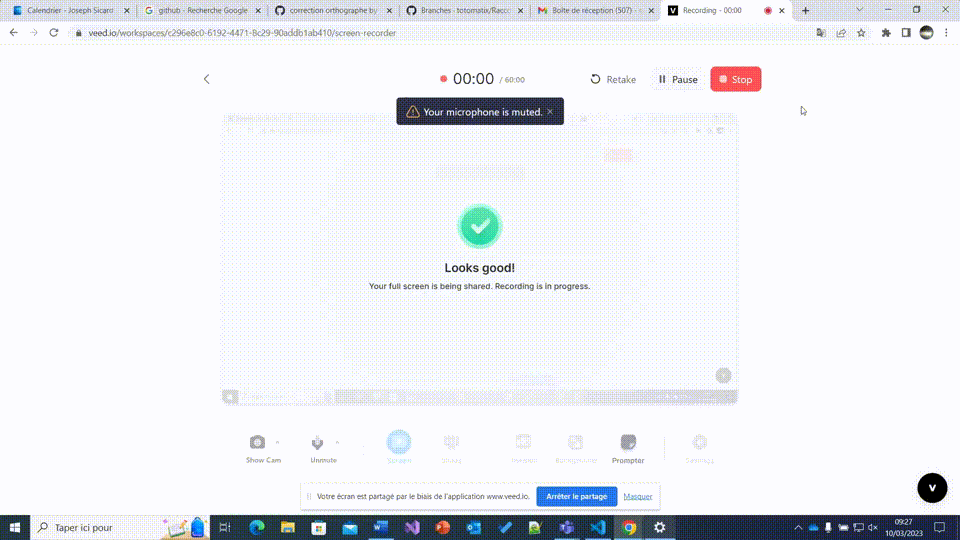 Calendrier - Joseph Sicard
github - Recherche Google
correction orthographe by
Branches - totomatix/Racco
Boîte de réception (507) -
Recording - 00:00
veed.io/workspaces/c296e8c0-6192-4471-8c29-90addb1ab410/screen-recorder
00:00 / 60:00
Retake
Pause
Stop
Your microphone is muted.
Looks good!
Your full screen is being shared. Recording is in progress.
Show Cam
Unmute
Screen
Prompter
Settings
Votre écran est partagé par le biais de l'application www.veed.io.
Arrêter le partage
Masquer
V
Taper ici pour
09:27
10/03/2023